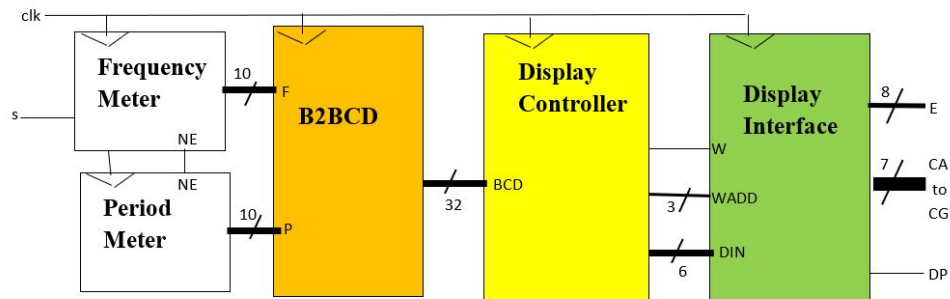 clk
Frequency
Meter
s
NE
10
F
B2BCD
NE
Period
Meter
10
P
32
Display
Controller
BCD
W
3
WADD
6
DIN
Display
Interface
8
E
7
CA
to
CG
DP